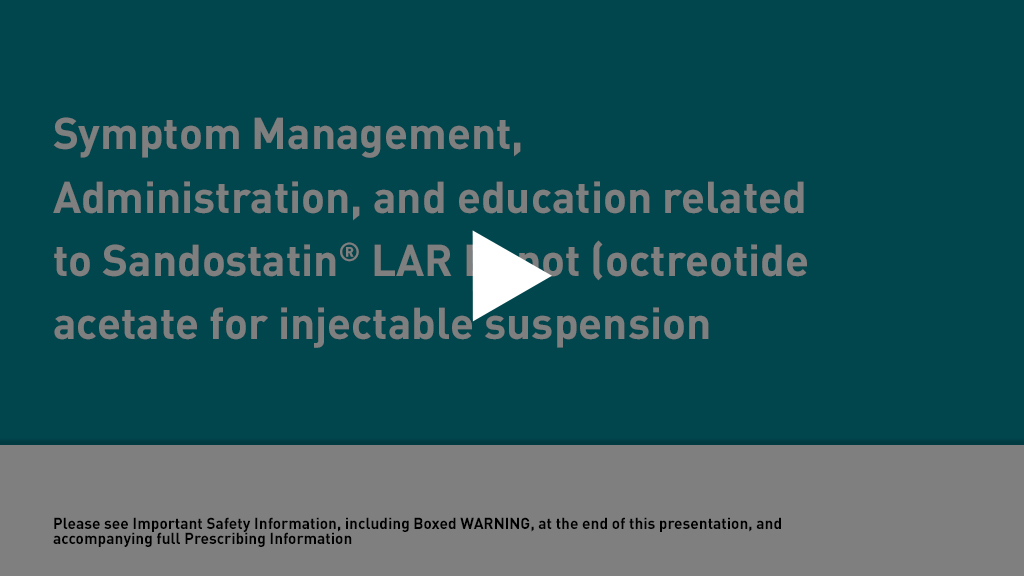 Symptom Management,
Administration, and education related
to Sandostatin® LAR pot (octreotide
acetate for injectable suspension
Please see Important Safety Information, including Boxed WARNING, at the end of this presentation, and
accompanying full Prescribing Information